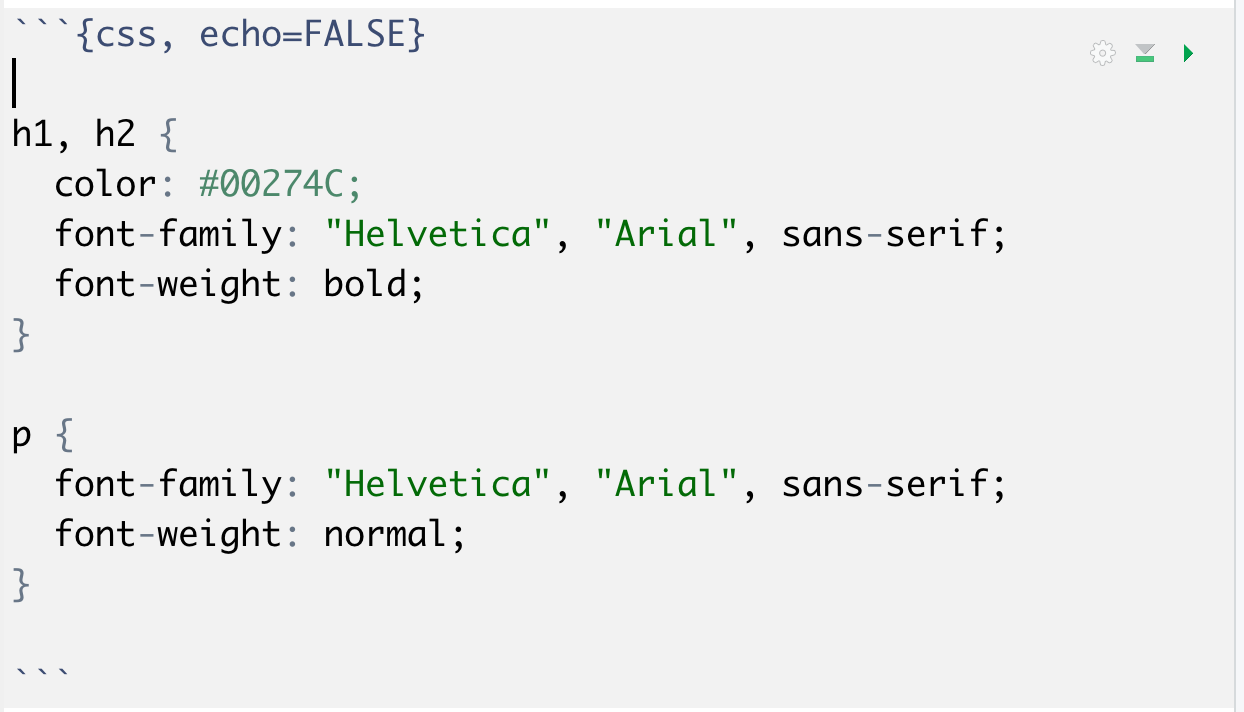 ```{css, echo=FALSE}
h1, h2 {
  color: #00274C;
  font-family: "Helvetica", "Arial", sans-serif;
  font-weight: bold;
}
p {
  font-family: "Helvetica", "Arial", sans-serif;
  font-weight: normal;
}
```